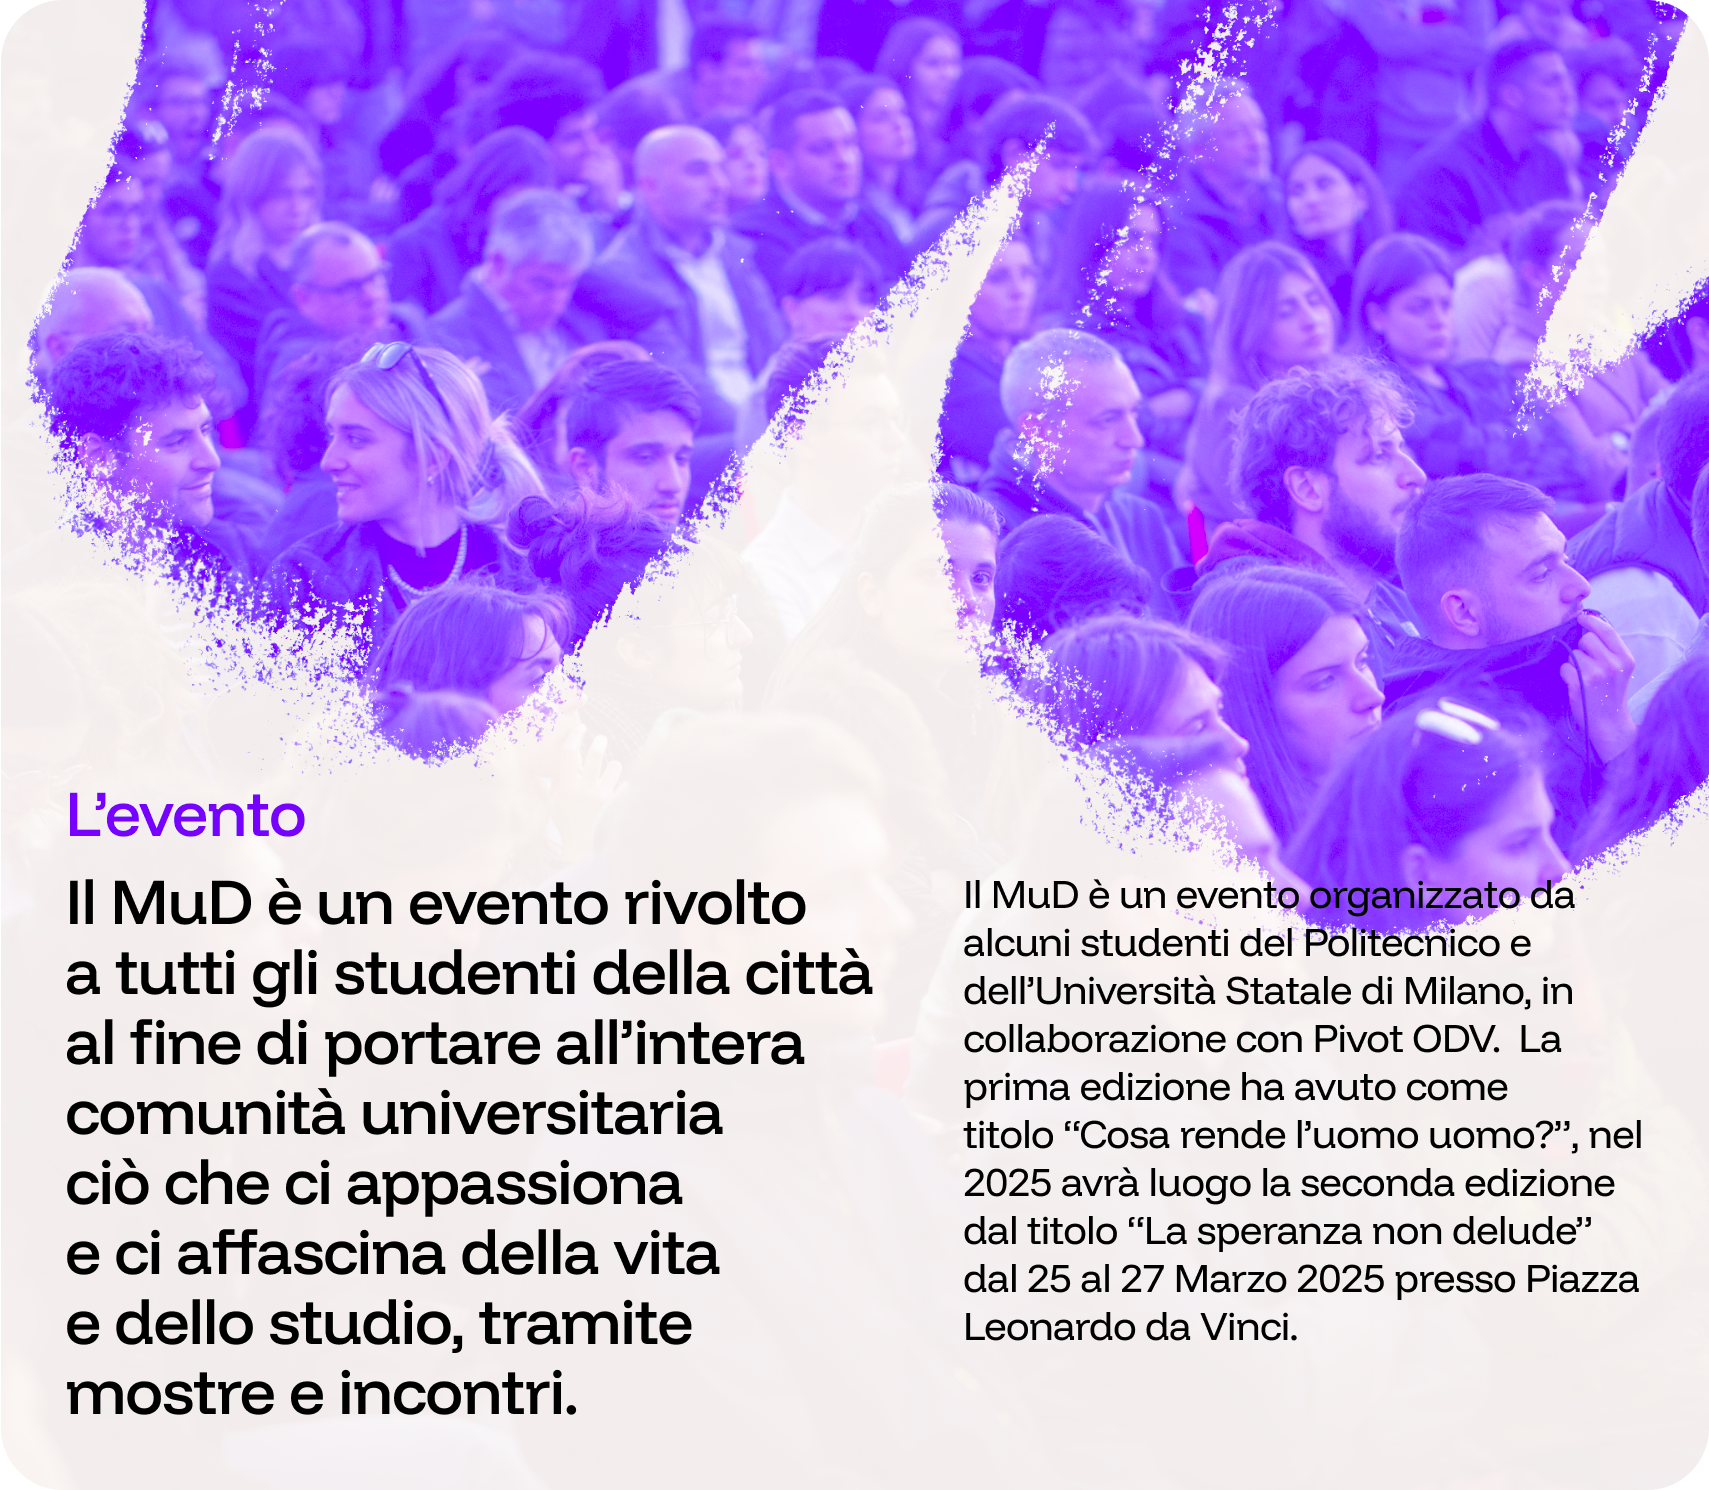 L’evento
Il MuD è un evento rivolto
a tutti gli studenti della città
al fine di portare all’intera
comunità universitaria
ciò che ci appassiona
e ci affascina della vita
e dello studio, tramite
mostre e incontri.
Il MuD è un evento organizzato da
alcuni studenti del Politecnico e
dell’Università Statale di Milano, in
collaborazione con Pivot ODV.  La
prima edizione ha avuto come
titolo “Cosa rende l’uomo uomo?”, nel
2025 avrà luogo la seconda edizione
dal titolo “La speranza non delude”
dal 25 al 27 Marzo 2025 presso Piazza
Leonardo da Vinci.